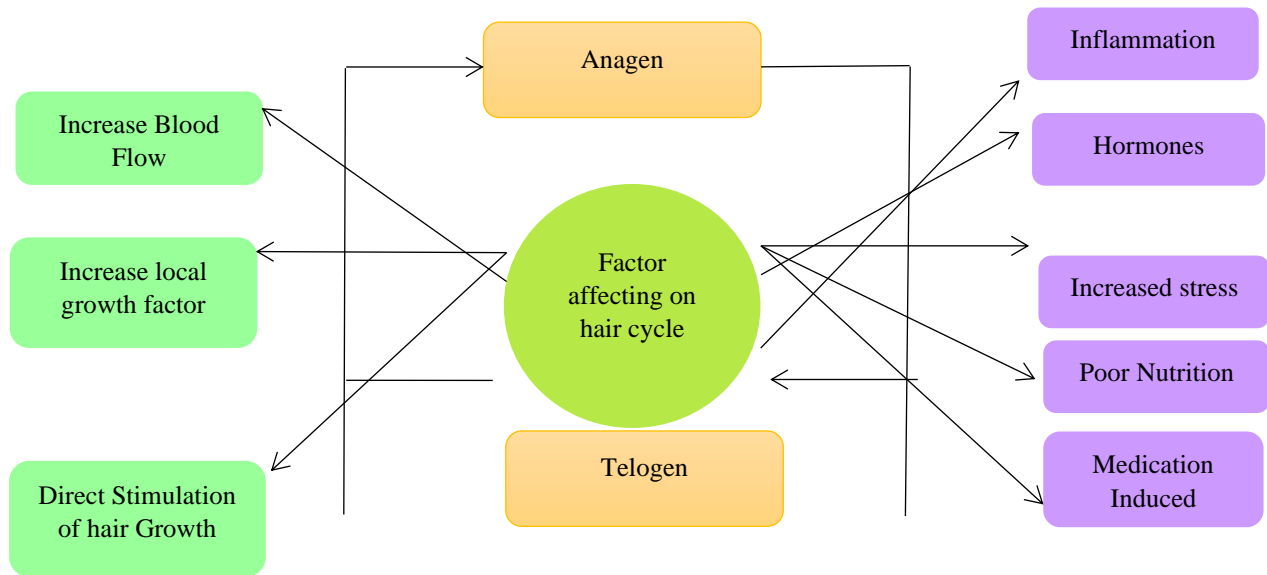 Anagen
Increase Blood
Flow
Increase local
growth factor
Direct Stimulation
of hair Growth
Factor
affecting on
hair cycle
Telogen
Inflammation
Hormones
Increased stress
Poor Nutrition
Medication
Induced